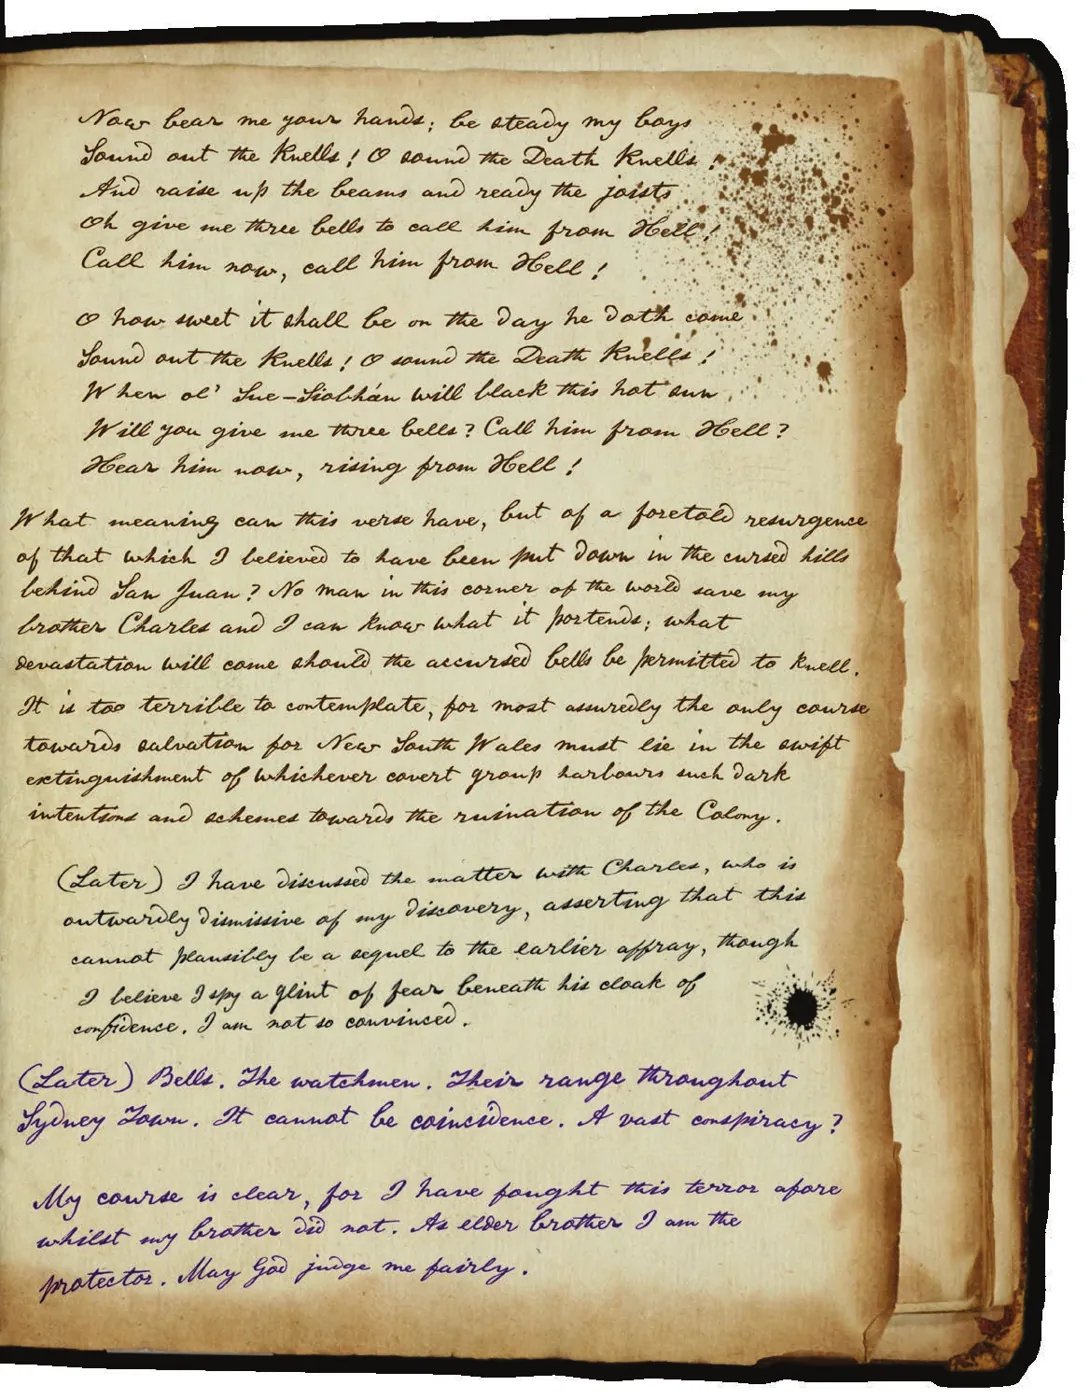 Now bear me your hands; be steady my boys
Sound out the Knells! O sound the Death Knells!
And raise up the beams and ready the joists
Oh give me three bells to call him from Hell!
Call him now, call him from Hell!
O how sweet it shall be on the day he doth come
Sound out the Knells! O sound the Death Knells!
When ol' Sue-Siobhán will black this hot sun
Will you give me three bells? Call him from Hell?
Hear him now, rising from Hell!
What meaning can this verse have, but of a foretold resurgence
of that which I believed to have been put down in the cursed hills
behind San Juan? No man in this corner of the world save my
brother Charles and I can know what it portends; what
devastation will come should the accursed bells be permitted to knell.
It is too terrible to contemplate, for most assuredly the only course
towards salvation for New South Wales must lie in the swift
extinguishment of whichever covert group harbours such dark
intentions and schemes towards the ruination of the Colony.
(Later) I have discussed the matter with Charles, who is
outwardly dismissive of my discovery, asserting that this
cannot plausibly be a sequel to the earlier affray, though
I believe I spy a glint of fear beneath his cloak of
confidence. I am not so convinced.
(Later) Bells. The watchmen. Their range throughout
Sydney Town. It cannot be coincidence. A vast conspiracy?
My course is clear, for I have fought this terror afore
whilst my brother did not. As elder brother I am the
protector. May God judge me fairly.